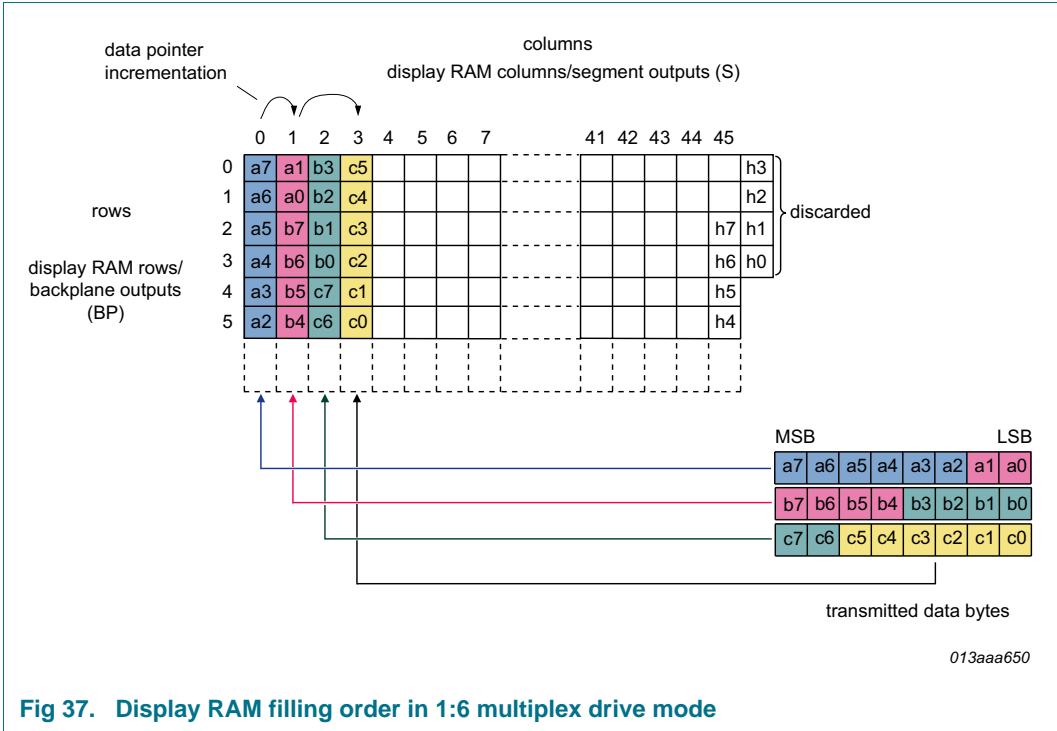 columns
data pointer
incrementation
display RAM columns/segment outputs (S)
0 1 2 3 4 5 6 7 41 42 43 44 45
0 a7 a1 b3 c5 h3
1 a6 a0 b2 c4 h2
rows
2 a5 b7 b1 c3 h7 h1
discarded
3 a4 b6 b0 c2 h6 h0
display RAM rows/
backplane outputs
(BP)
4 a3 b5 c7 c1 h5
5 a2 b4 c6 c0 h4
MSB LSB
a7 a6 a5 a4 a3 a2 a1 a0
b7 b6 b5 b4 b3 b2 b1 b0
c7 c6 c5 c4 c3 c2 c1 c0
transmitted data bytes
013aaa650
Fig 37. Display RAM filling order in 1:6 multiplex drive mode